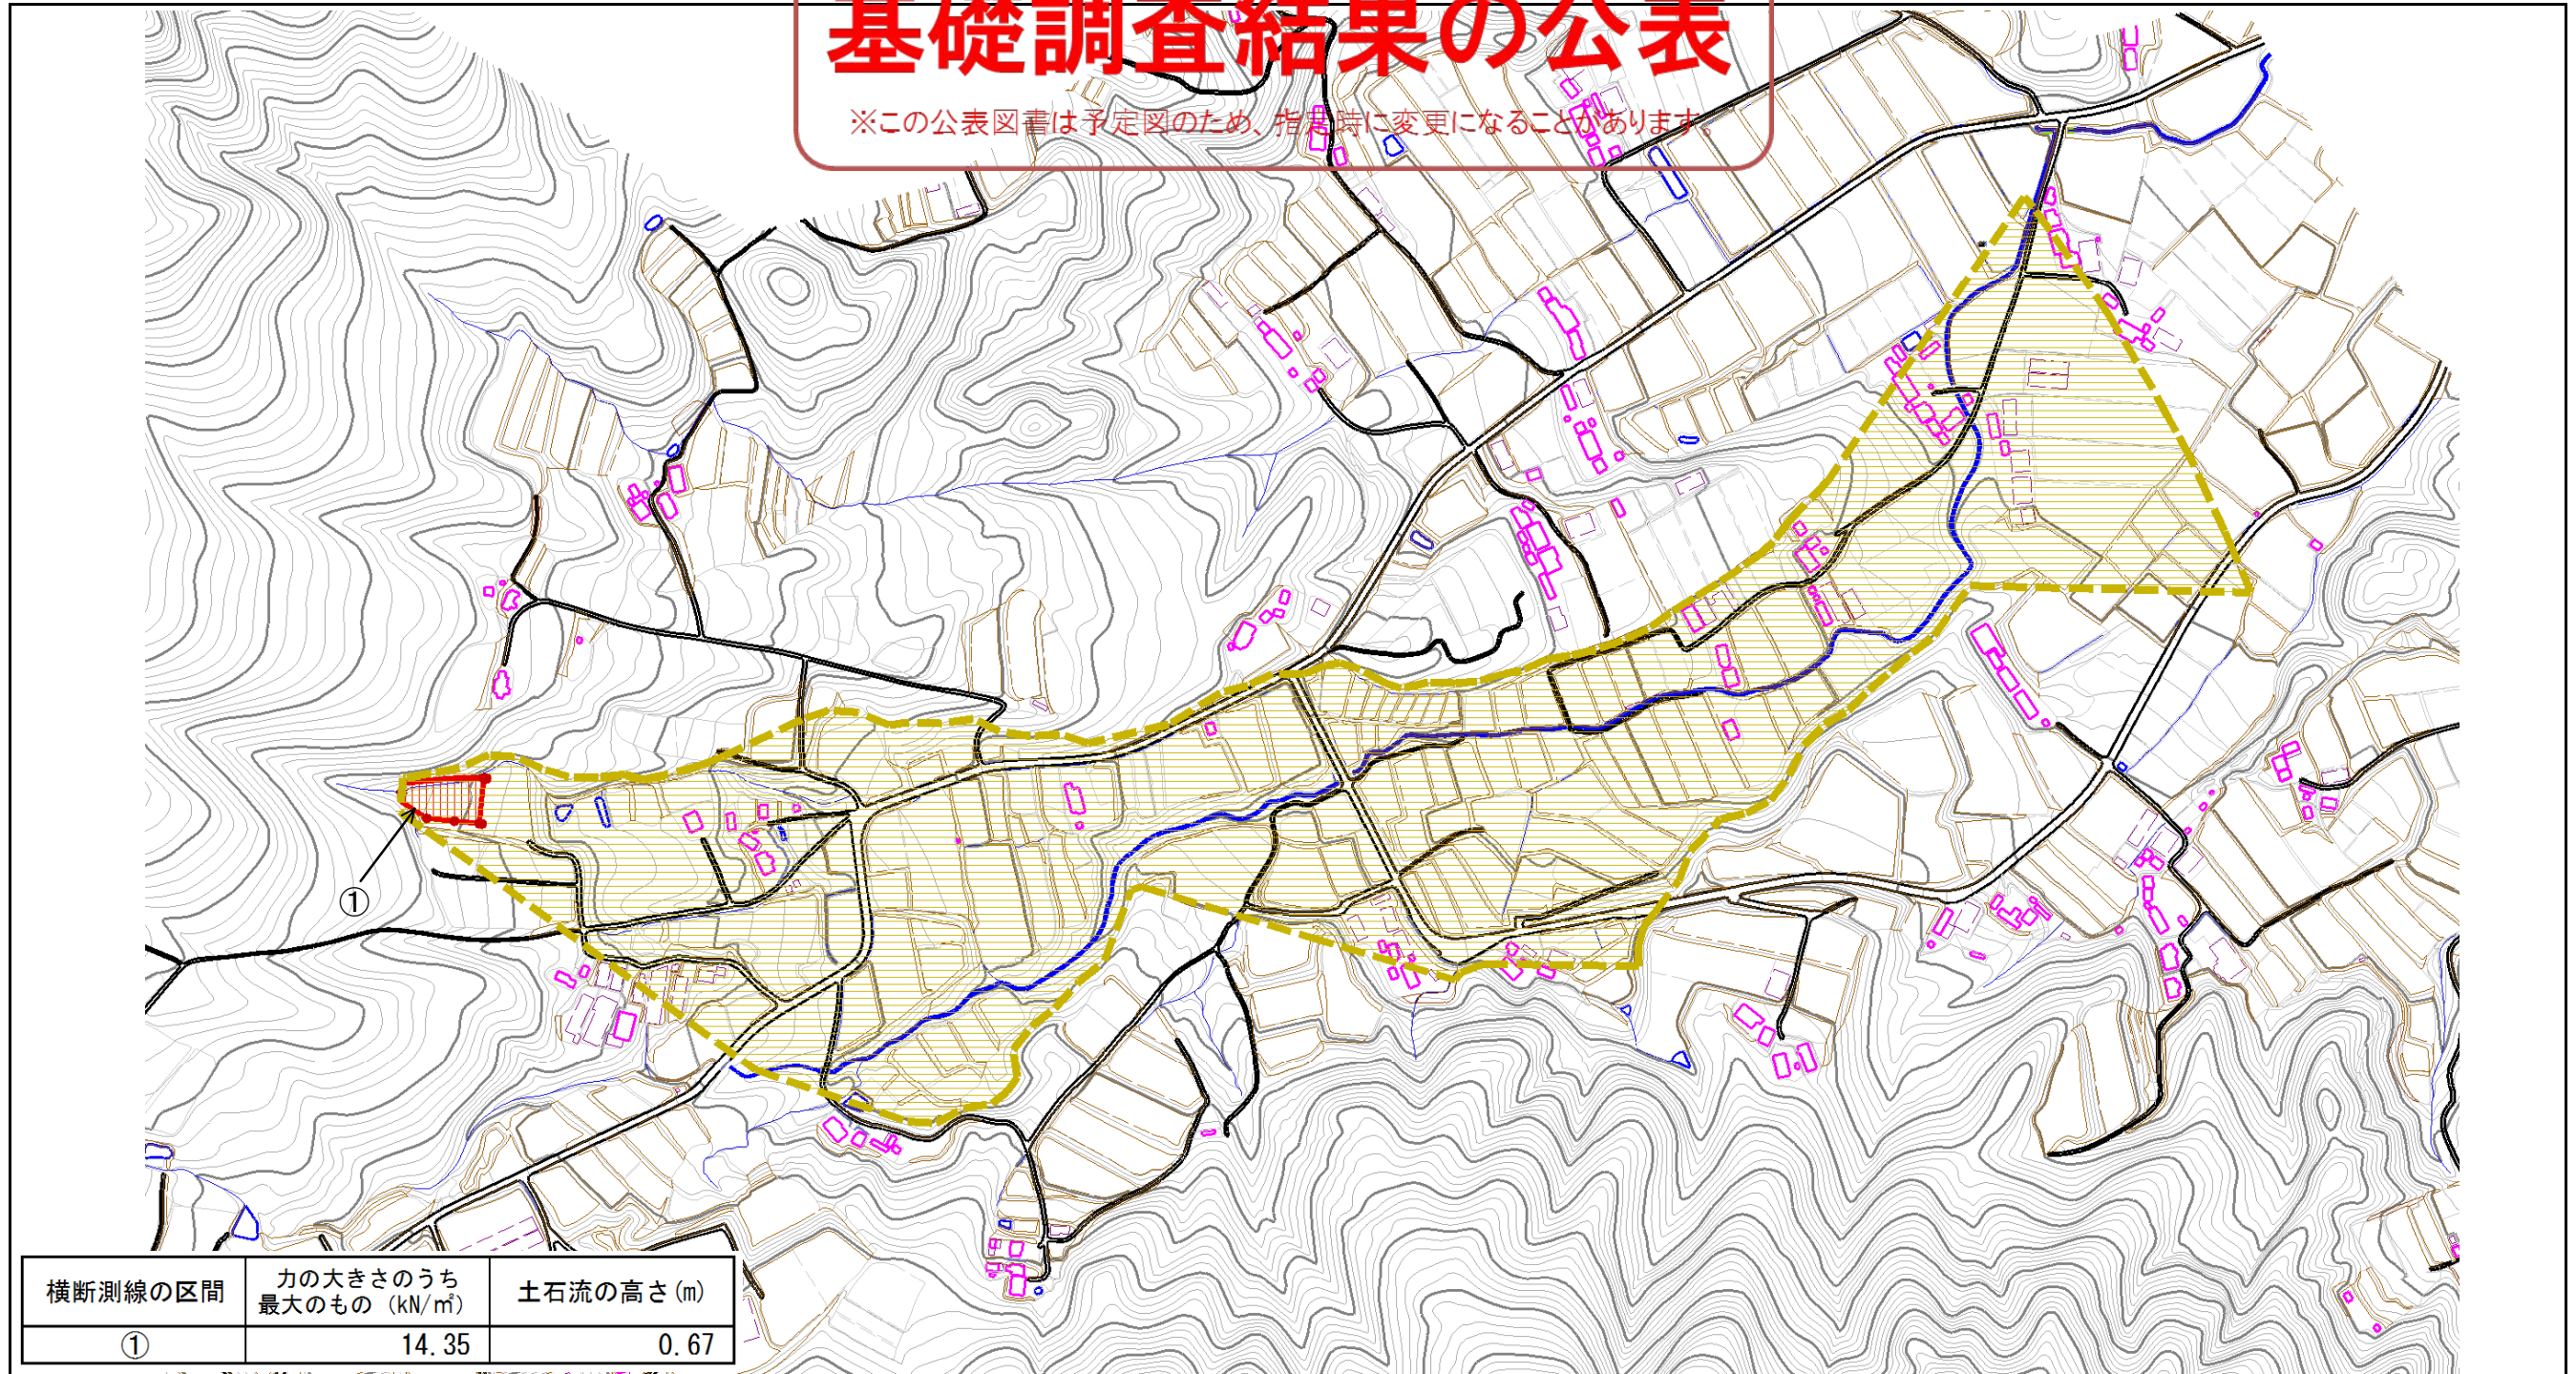 基礎調査結果の公表
※この公表図書は予定図のため、指定時に変更になることがあります。
①
横断測線の区間
力の大きさのうち
最大のもの (kN/㎡)
土石流の高さ(m)
① 14.35 0.67